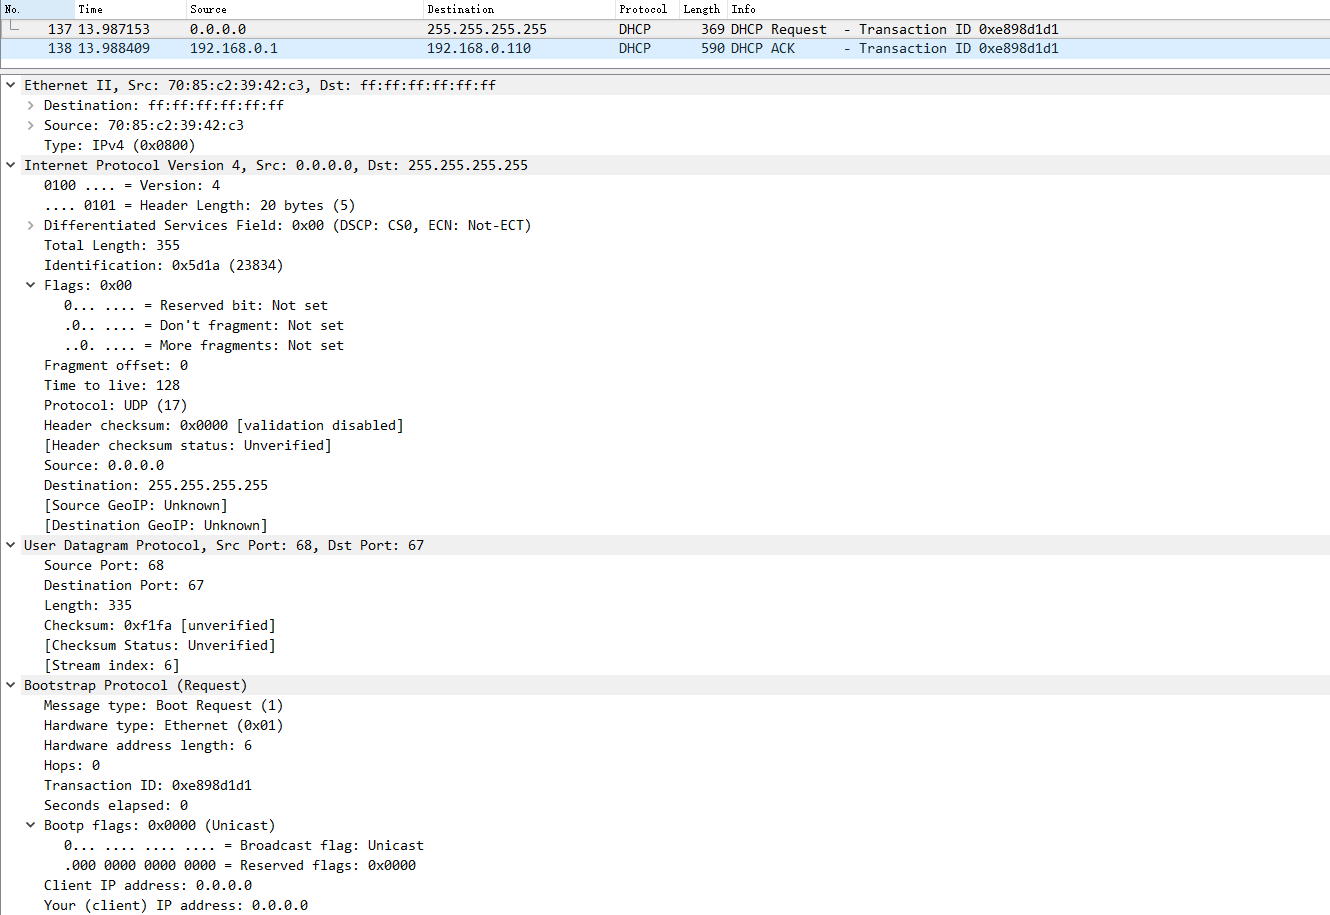 No. Time Source Destination Protocol Length Info
137 13.987153 0.0.0.0 255.255.255.255 DHCP 369 DHCP Request - Transaction ID 0xe898d1d1
138 13.988409 192.168.0.1 192.168.0.110 DHCP 590 DHCP ACK - Transaction ID 0xe898d1d1
Ethernet II, Src: 70:85:c2:39:42:c3, Dst: ff:ff:ff:ff:ff:ff
Destination: ff:ff:ff:ff:ff:ff
Source: 70:85:c2:39:42:c3
Type: IPv4 (0x0800)
Internet Protocol Version 4, Src: 0.0.0.0, Dst: 255.255.255.255
0100 .... = Version: 4
.... 0101 = Header Length: 20 bytes (5)
Differentiated Services Field: 0x00 (DSCP: CS0, ECN: Not-ECT)
Total Length: 355
Identification: 0x5d1a (23834)
Flags: 0x00
0... .... = Reserved bit: Not set
.0.. .... = Don't fragment: Not set
..0. .... = More fragments: Not set
Fragment offset: 0
Time to live: 128
Protocol: UDP (17)
Header checksum: 0x0000 [validation disabled]
[Header checksum status: Unverified]
Source: 0.0.0.0
Destination: 255.255.255.255
[Source GeoIP: Unknown]
[Destination GeoIP: Unknown]
User Datagram Protocol, Src Port: 68, Dst Port: 67
Source Port: 68
Destination Port: 67
Length: 335
Checksum: 0xf1fa [unverified]
[Checksum Status: Unverified]
[Stream index: 6]
Bootstrap Protocol (Request)
Message type: Boot Request (1)
Hardware type: Ethernet (0x01)
Hardware address length: 6
Hops: 0
Transaction ID: 0xe898d1d1
Seconds elapsed: 0
Bootp flags: 0x0000 (Unicast)
0... .... .... .... = Broadcast flag: Unicast
.000 0000 0000 0000 = Reserved flags: 0x0000
Client IP address: 0.0.0.0
Your (client) IP address: 0.0.0.0